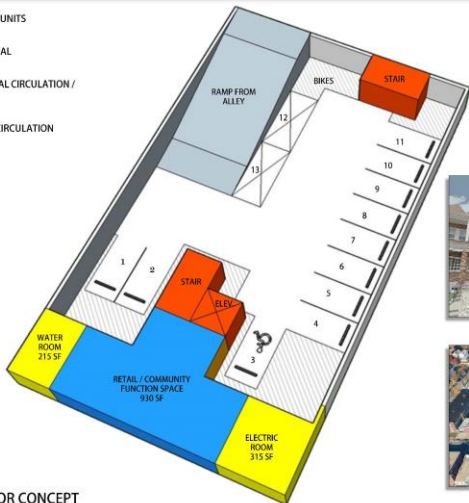 UNITS
AL
AL CIRCULATION /
CIRCULATION
RAMP FROM
ALLEY
BIKES
STAIR
12
13
11
10
9
8
7
6
5
4
1
2
STAIR
ELEV
3
WATER
ROOM
215 SF
RETAIL / COMMUNITY
FUNCTION SPACE
930 SF
ELECTRIC
ROOM
315 SF
OR CONCEPT